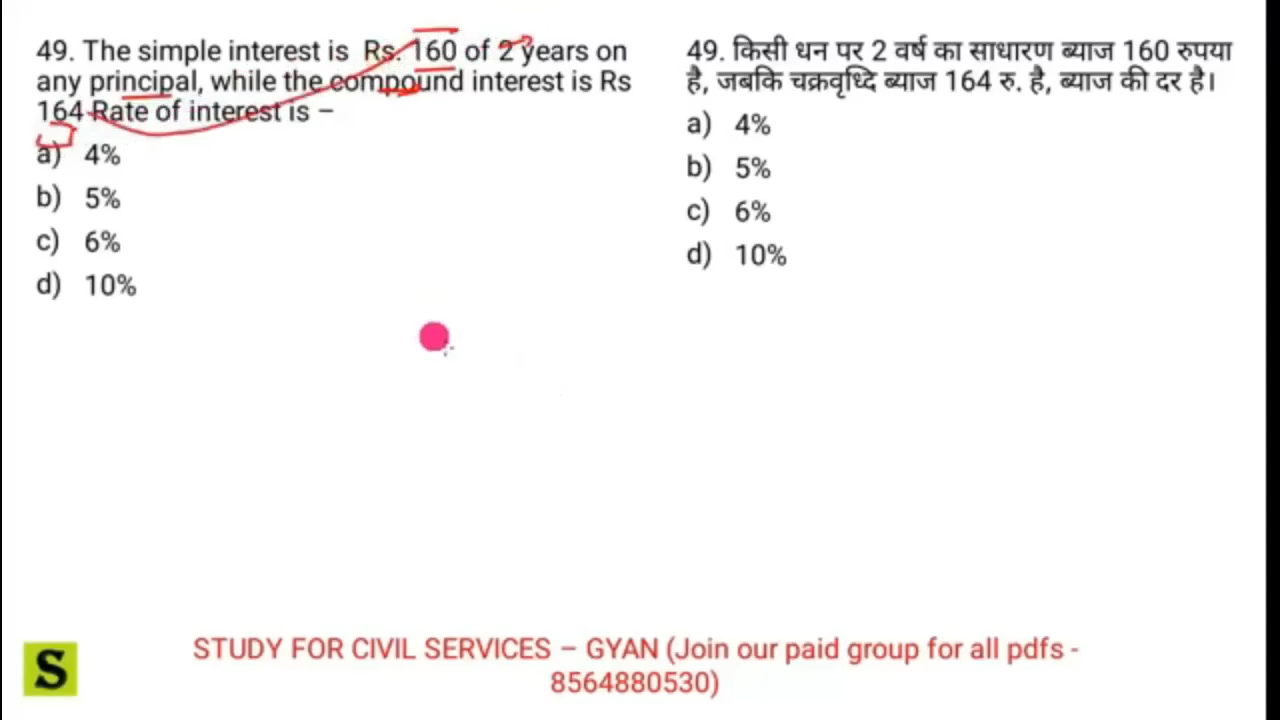 49. The simple interest is Rs. 160 of 2 years on
any principal, while the compound interest is Rs
164 Rate of interest is –
a) 4%
b) 5%
c) 6%
d) 10%
49. किसी धन पर 2 वर्ष का साधारण ब्याज 160 रुपया
है, जबकि चक्रवृध्दि ब्याज 164 रु. है, ब्याज की दर है।
a) 4%
b) 5%
c) 6%
d) 10%
S
STUDY FOR CIVIL SERVICES – GYAN (Join our paid group for all pdfs -
8564880530)